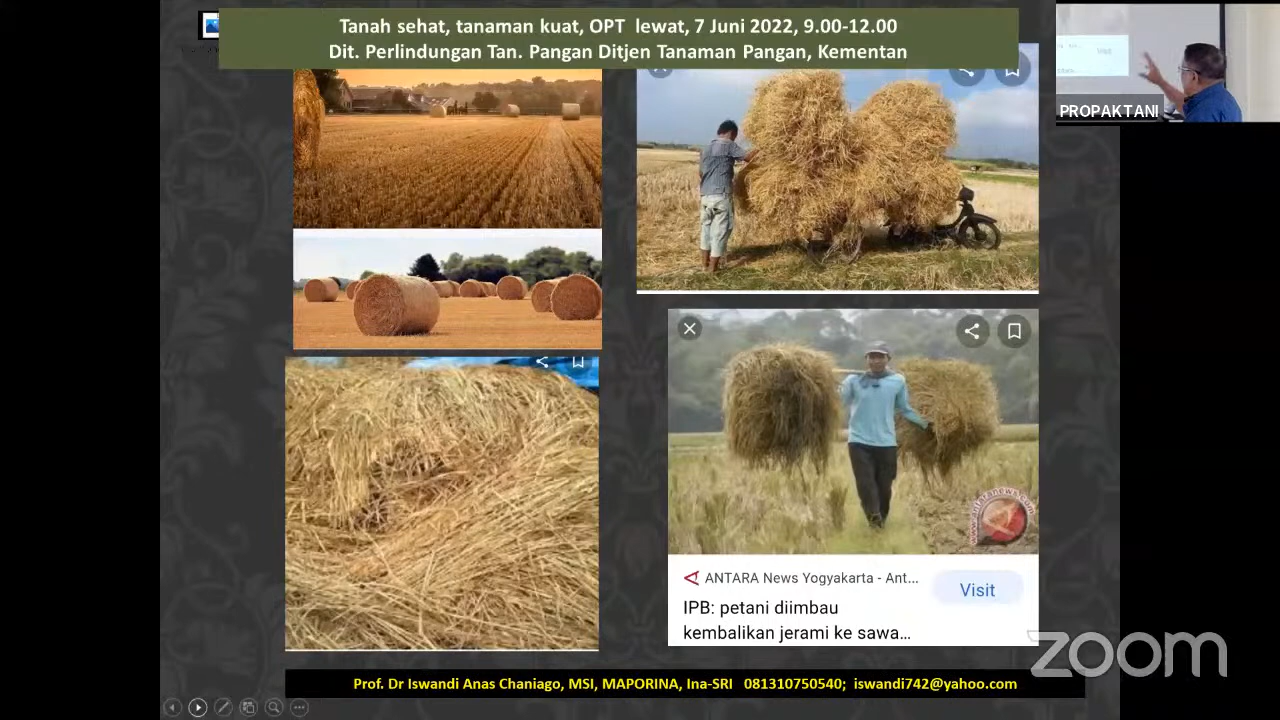 Tanah sehat, tanaman kuat, OPT lewat, 7 Juni 2022, 9.00-12.00
Dit. Perlindungan Tan. Pangan Ditjen Tanaman Pangan, Kementan
PROPAKTANI
ANTARA News Yogyakarta - Ant...
Visit
IPB: petani diimbau
kembalikan jerami ke sawa...
zoom
Prof. Dr Iswandi Anas Chaniago, MSI, MAPORINA, Ina-SRI 081310750540; iswandi742@yahoo.com